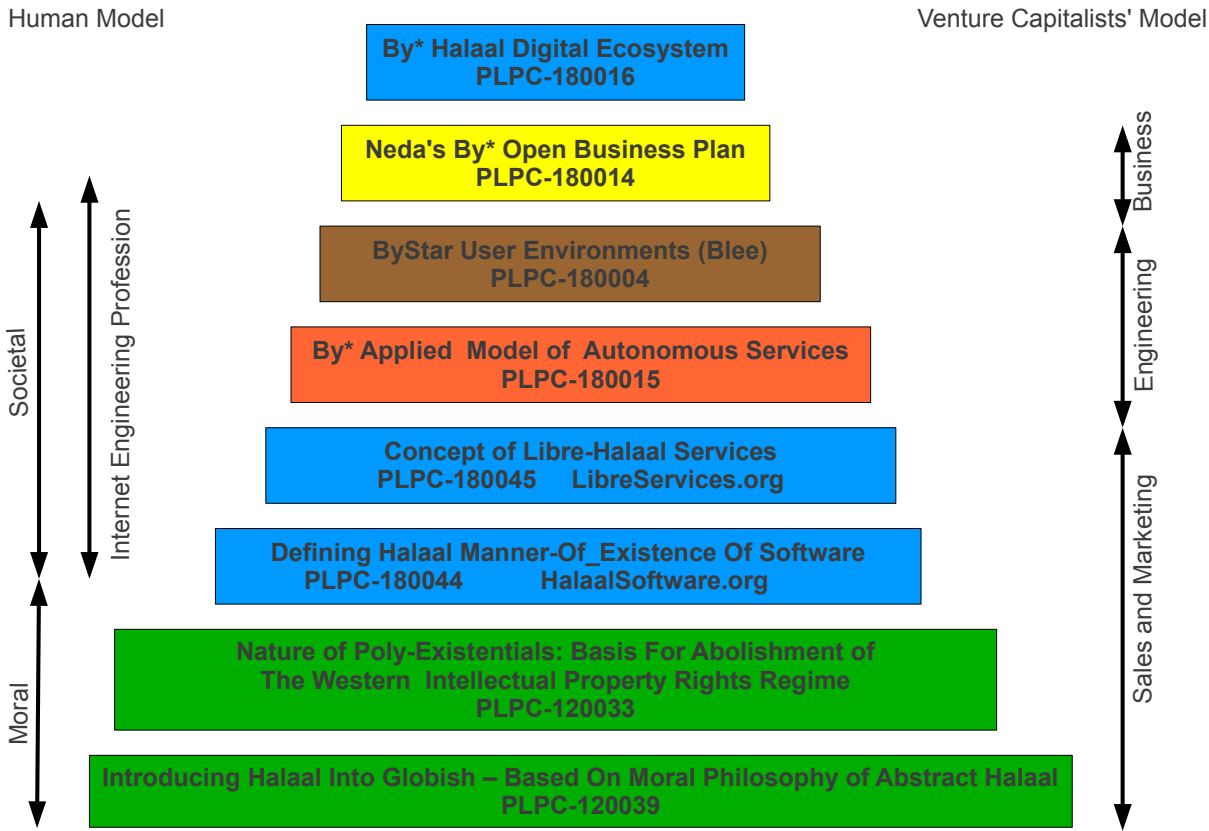 Human Model
Venture Capitalists' Model
By* Halaal Digital Ecosystem
PLPC-180016
Neda's By* Open Business Plan
PLPC-180014
ByStar User Environments (Blee)
PLPC-180004
By* Applied Model of Autonomous Services
PLPC-180015
Concept of Libre-Halaal Services
PLPC-180045 LibreServices.org
Defining Halaal Manner-Of_Existence Of Software
PLPC-180044 HalaalSoftware.org
Nature of Poly-Existentials: Basis For Abolishment of
The Western Intellectual Property Rights Regime
PLPC-120033
Introducing Halaal Into Globish – Based On Moral Philosophy of Abstract Halaal
PLPC-120039
Societal
Moral
Internet Engineering Profession
Business
Engineering
Sales and Marketing